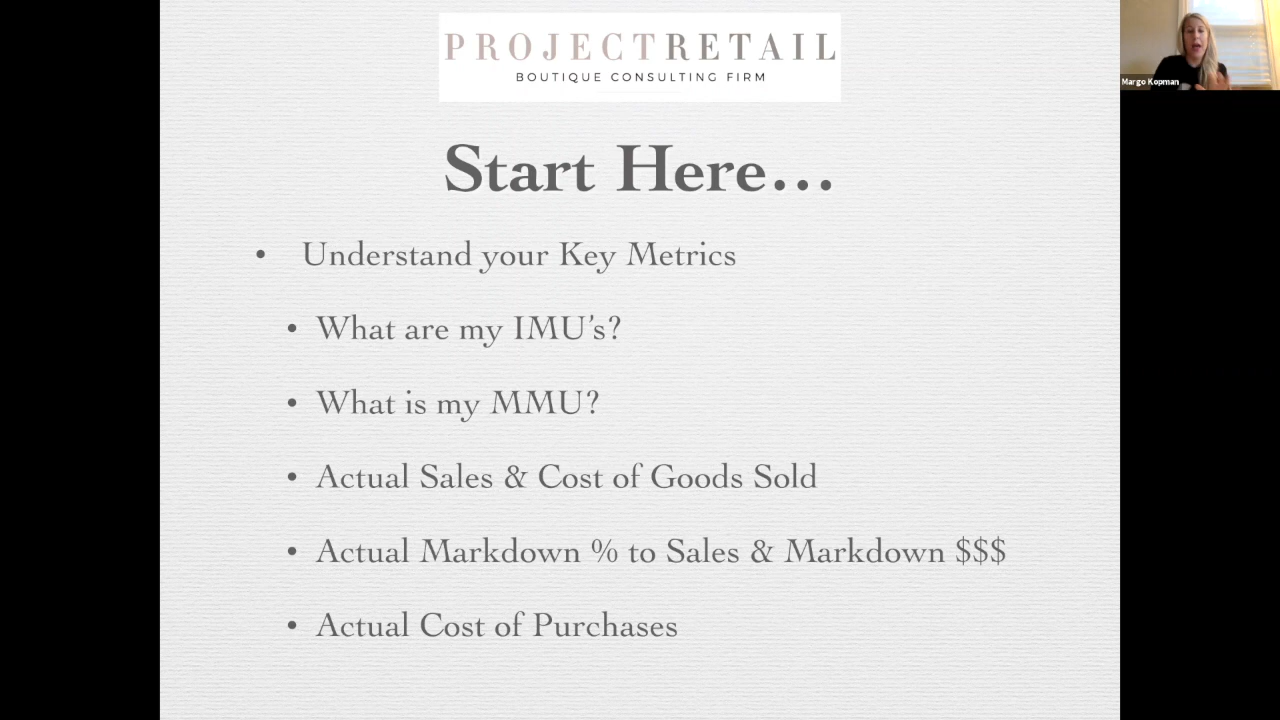 PROJECTRETAIL
BOUTIQUE CONSULTING FIRM
Margo Kopman
Start Here...
• Understand your Key Metrics
• What are my IMU's?
• What is my MMU?
• Actual Sales & Cost of Goods Sold
• Actual Markdown % to Sales & Markdown $$$
• Actual Cost of Purchases